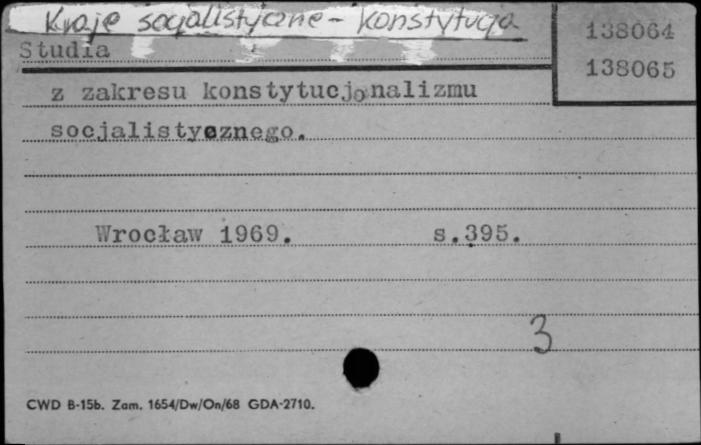 Kraje socjalistyczne - Konstytucja
138064
Studia
138065
z zakresu konstytucjonalizmu
socjalistycznego.
Wrocław 1969. s.395.
3
CWD B-15b. Zam. 1654/Dw/On/68 GDA-2710.